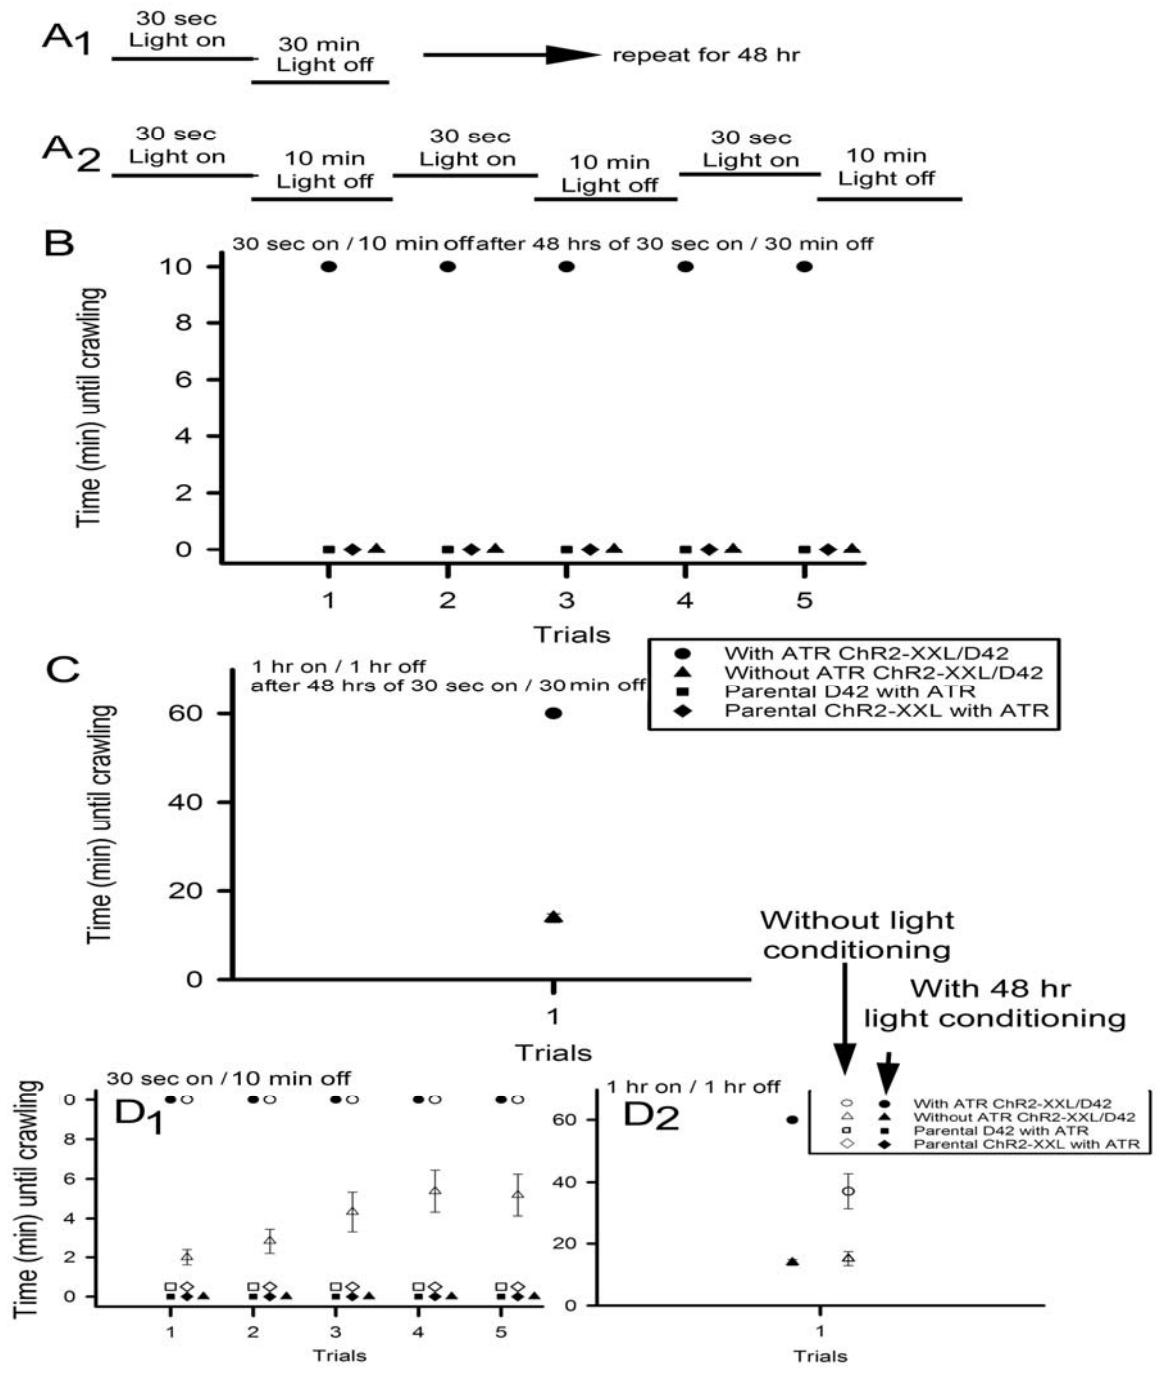 A1
30 sec
Light on
30 min
Light off
repeat for 48 hr
A2
30 sec
Light on
10 min
Light off
30 sec
Light on
10 min
Light off
30 sec
Light on
10 min
Light off
B
30 sec on / 10 min off after 48 hrs of 30 sec on / 30 min off
Time (min) until crawling
10
8
6
4
2
0
1 2 3 4 5
Trials
With ATR ChR2-XXL/D42
Without ATR ChR2-XXL/D42
Parental D42 with ATR
Parental ChR2-XXL with ATR
C
1 hr on / 1 hr off
after 48 hrs of 30 sec on / 30 min off
Time (min) until crawling
60
40
20
0
1
Trials
Without light
conditioning
With 48 hr
light conditioning
30 sec on / 10 min off
D1
Time (min) until crawling
0
8
6
4
2
0
1 2 3 4 5
Trials
1 hr on / 1 hr off
D2
60
40
20
0
1
Trials
With ATR ChR2-XXL/D42
Without ATR ChR2-XXL/D42
Parental D42 with ATR
Parental ChR2-XXL with ATR